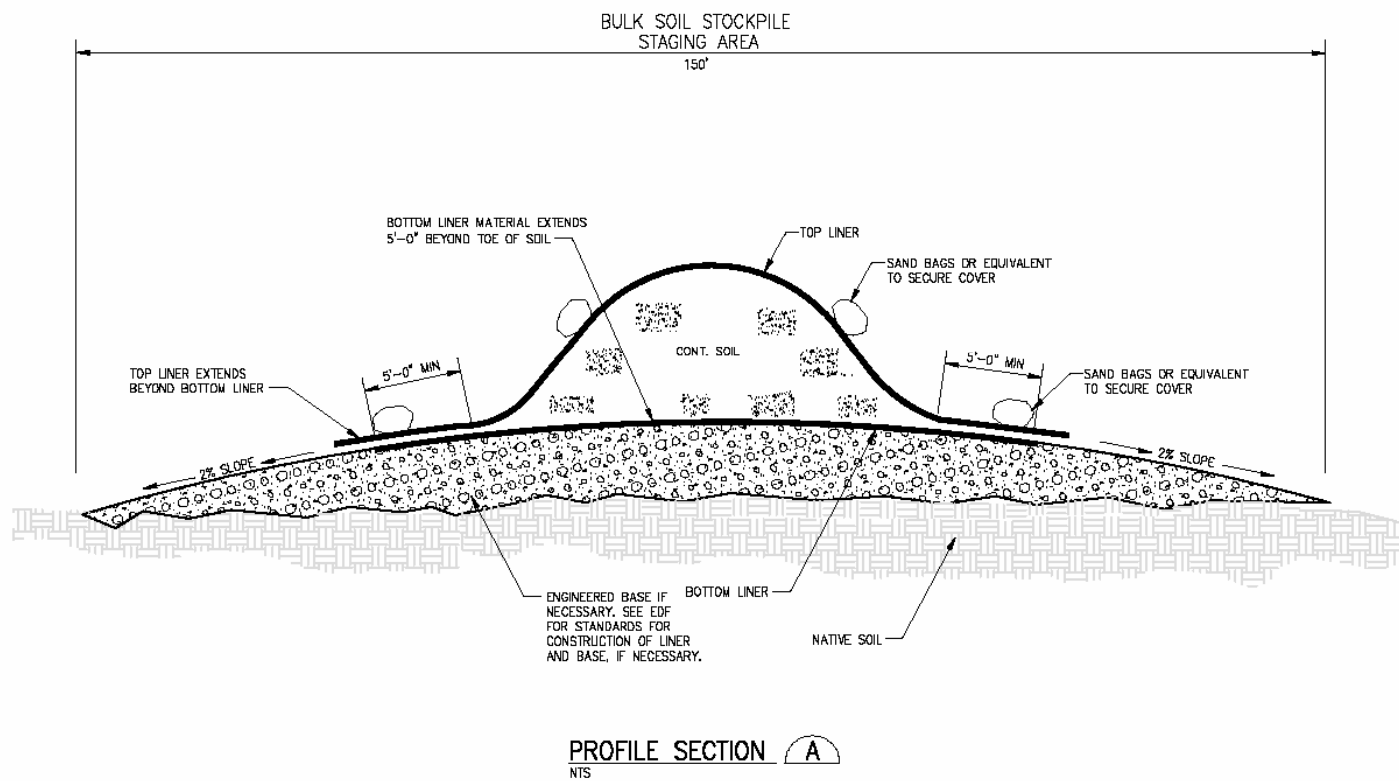 BULK SOIL STOCKPILE
STAGING AREA
150'
BOTTOM LINER MATERIAL EXTENDS
5'-0" BEYOND TOE OF SOIL
TOP LINER
SAND BAGS OR EQUIVALENT
TO SECURE COVER
CONT. SOIL
TOP LINER EXTENDS
BEYOND BOTTOM LINER
5'-0" MIN
5'-0" MIN
SAND BAGS OR EQUIVALENT
TO SECURE COVER
2% SLOPE
2% SLOPE
ENGINEERED BASE IF
NECESSARY. SEE EDF
FOR STANDARDS FOR
CONSTRUCTION OF LINER
AND BASE, IF NECESSARY.
BOTTOM LINER
NATIVE SOIL
PROFILE SECTION A
NTS